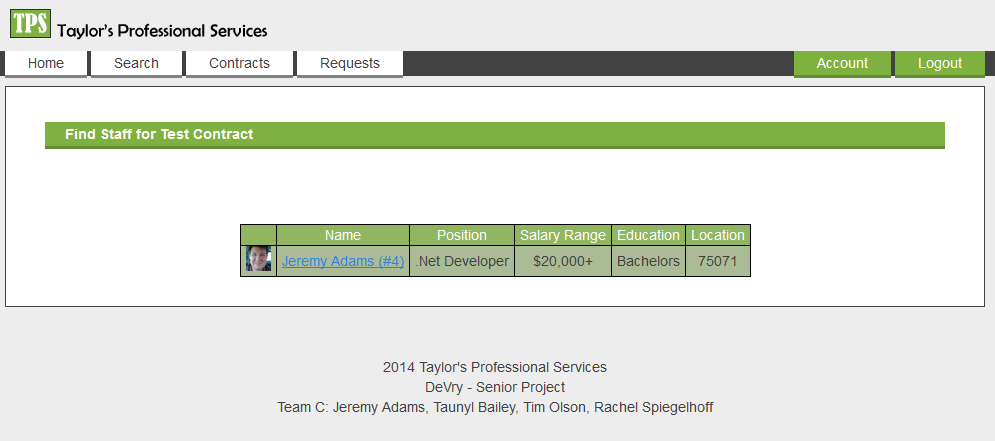 TPS Taylor's Professional Services
Home Search Contracts Requests Account Logout
Find Staff for Test Contract
Name Position Salary Range Education Location
Jeremy Adams (#4) .Net Developer $20,000+ Bachelors 75071
2014 Taylor's Professional Services
DeVry - Senior Project
Team C: Jeremy Adams, Taunyl Bailey, Tim Olson, Rachel Spiegelhoff